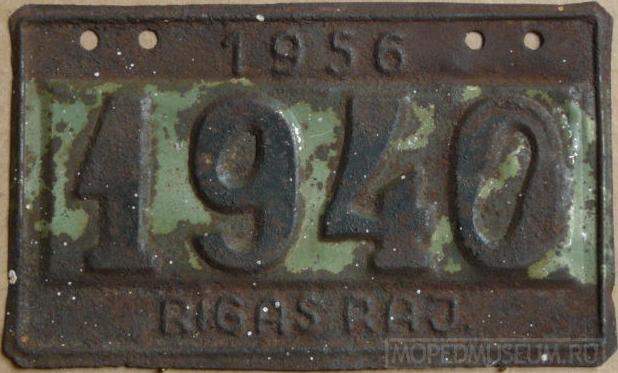 1956
1940
RIGAS RAJ.
MOPEDMUSEUM.RU